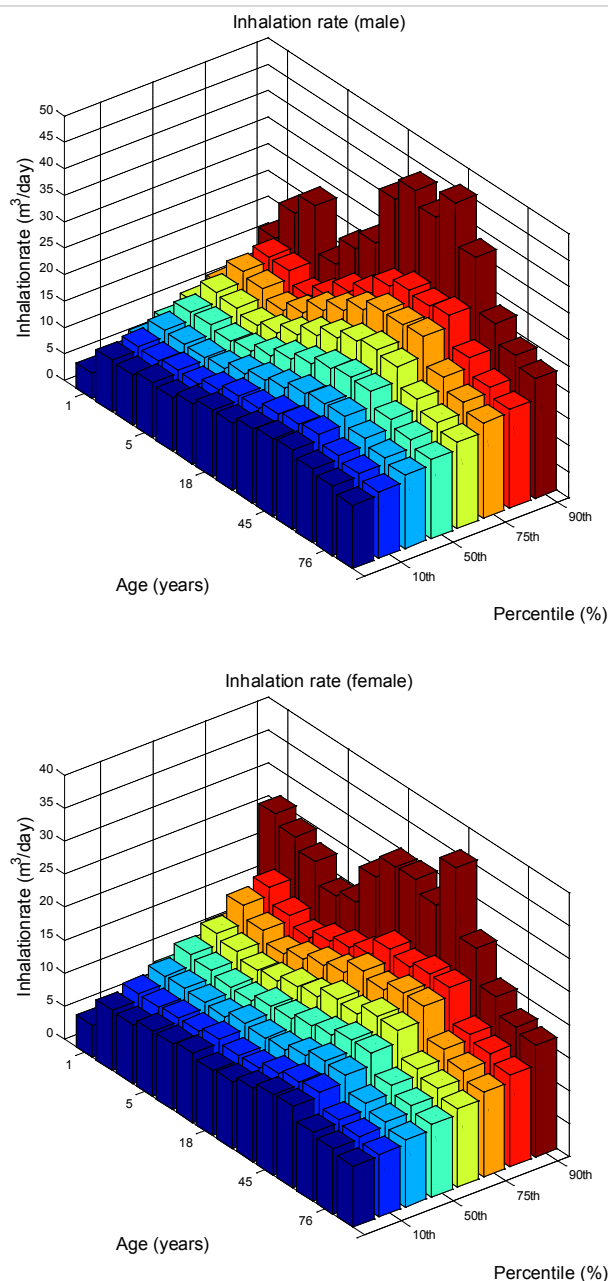 Inhalation rate (male)
50
45
40
35
30
25
20
15
10
5
0
Inhalationrate (m³/day)
1
5
18
45
76
Age (years)
10th
50th
75th
90th
Percentile (%)
Inhalation rate (female)
40
35
30
25
20
15
10
5
0
Inhalationrate (m³/day)
1
5
18
45
76
Age (years)
10th
50th
75th
90th
Percentile (%)